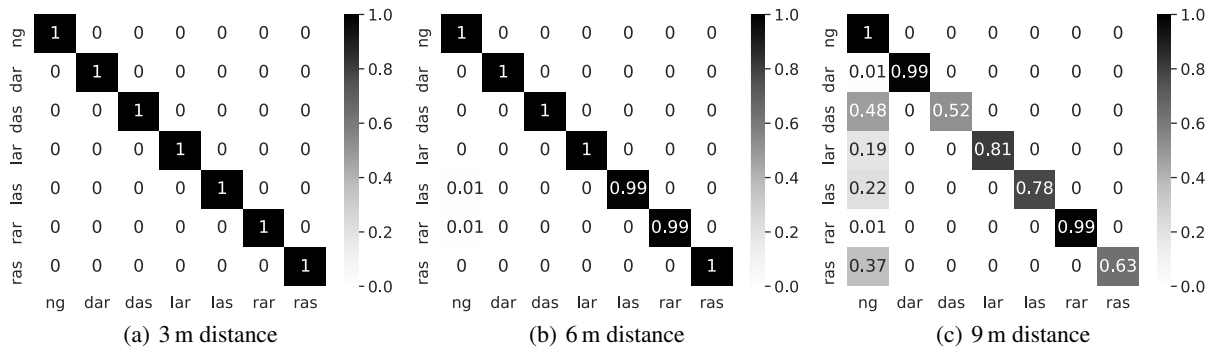 ng 1 0 0 0 0 0 0 1.0
dar 0 1 0 0 0 0 0 0.8
das 0 0 1 0 0 0 0 0.6
lar 0 0 0 1 0 0 0
las 0 0 0 0 1 0 0 0.4
rar 0 0 0 0 0 1 0 0.2
ras 0 0 0 0 0 0 1 0.0
ng dar das lar las rar ras
(a) 3 m distance
ng 1 0 0 0 0 0 0 1.0
dar 0 1 0 0 0 0 0 0.8
das 0 0 1 0 0 0 0 0.6
lar 0 0 0 1 0 0 0
las 0.01 0 0 0 0.99 0 0 0.4
rar 0.01 0 0 0 0 0.99 0 0.2
ras 0 0 0 0 0 0 1 0.0
ng dar das lar las rar ras
(b) 6 m distance
ng 1 0 0 0 0 0 0 1.0
dar 0.01 0.99 0 0 0 0 0 0.8
das 0.48 0 0.52 0 0 0 0 0.6
lar 0.19 0 0 0.81 0 0 0
las 0.22 0 0 0 0.78 0 0 0.4
rar 0.01 0 0 0 0 0.99 0 0.2
ras 0.37 0 0 0 0 0 0.63 0.0
ng dar das lar las rar ras
(c) 9 m distance